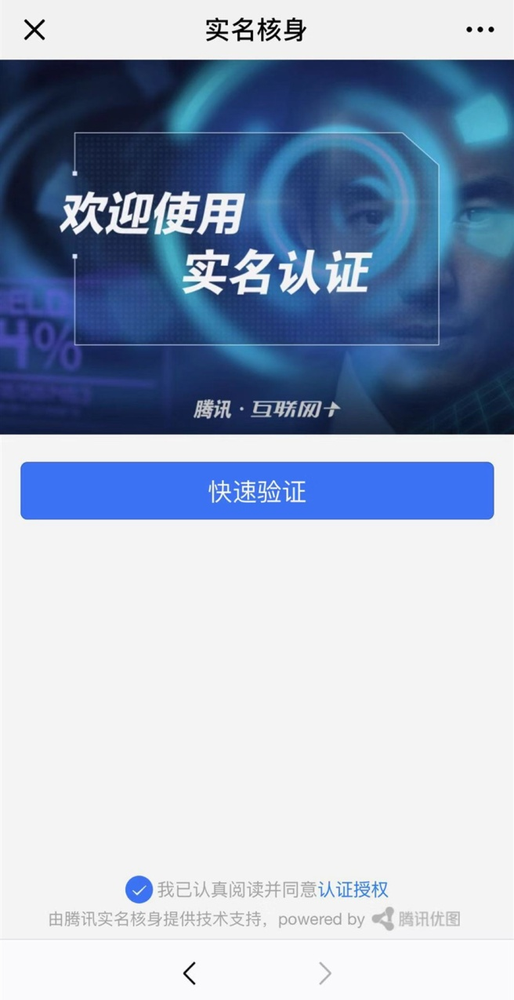 实名核身
欢迎使用
实名认证
4%
腾讯·互联网+
快速验证
我已认真阅读并同意认证授权
由腾讯实名核身提供技术支持，powered by 腾讯优图